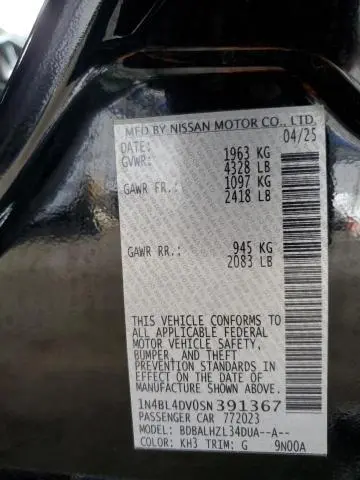 MFD BY NISSAN MOTOR CO., LTD.
DATE: 04/25
GVWR: 1963 KG
4328 LB
GAWR FR.: 1097 KG
2418 LB
GAWR RR.: 945 KG
2083 LB
THIS VEHICLE CONFORMS TO
ALL APPLICABLE FEDERAL
MOTOR VEHICLE SAFETY,
BUMPER, AND THEFT
PREVENTION STANDARDS IN
EFFECT ON THE DATE OF
MANUFACTURE SHOWN ABOVE.
1N4BL4DV0SN391367
PASSENGER CAR 772023
MODEL: BDBALHZL34DUA--A--
COLOR: KH3 TRIM: G 9N00A